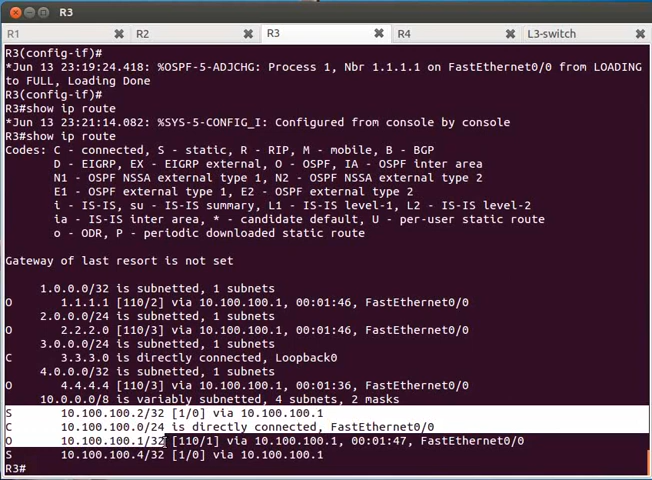 R3
R1
R2
R3
R4
L3-switch
R3(config-if)#
*Jun 13 23:19:24.418: %OSPF-5-ADJCHG: Process 1, Nbr 1.1.1.1 on FastEthernet0/0 from LOADING
to FULL, Loading Done
R3(config-if)#
R3#show ip route
*Jun 13 23:21:14.082: %SYS-5-CONFIG_I: Configured from console by console
R3#show ip route
Codes: C - connected, S - static, R - RIP, M - mobile, B - BGP
D - EIGRP, EX - EIGRP external, O - OSPF, IA - OSPF inter area
N1 - OSPF NSSA external type 1, N2 - OSPF NSSA external type 2
E1 - OSPF external type 1, E2 - OSPF external type 2
i - IS-IS, su - IS-IS summary, L1 - IS-IS level-1, L2 - IS-IS level-2
ia - IS-IS inter area, * - candidate default, U - per-user static route
o - ODR, P - periodic downloaded static route
Gateway of last resort is not set
1.0.0.0/32 is subnetted, 1 subnets
O 1.1.1.1 [110/2] via 10.100.100.1, 00:01:46, FastEthernet0/0
2.0.0.0/24 is subnetted, 1 subnets
O 2.2.2.0 [110/3] via 10.100.100.1, 00:01:46, FastEthernet0/0
3.0.0.0/24 is subnetted, 1 subnets
C 3.3.3.0 is directly connected, Loopback0
4.0.0.0/32 is subnetted, 1 subnets
O 4.4.4.4 [110/3] via 10.100.100.1, 00:01:36, FastEthernet0/0
10.0.0.0/8 is variably subnetted, 4 subnets, 2 masks
S 10.100.100.2/32 [1/0] via 10.100.100.1
C 10.100.100.0/24 is directly connected, FastEthernet0/0
O 10.100.100.1/32 [110/1] via 10.100.100.1, 00:01:47, FastEthernet0/0
S 10.100.100.4/32 [1/0] via 10.100.100.1
R3#